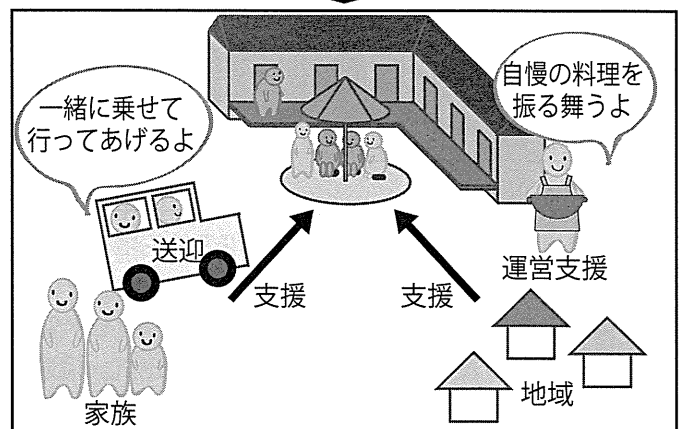 一緒に乗せて
行ってあげるよ
自慢の料理を
振る舞うよ
送迎
運営支援
支援
支援
地域
家族